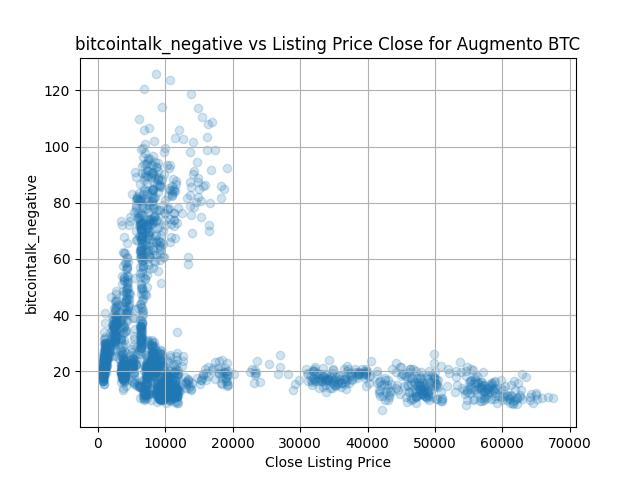 bitcointalk_negative vs Listing Price Close for Augmento BTC
120
100
80
60
40
20
bitcointalk_negative
0 10000 20000 30000 40000 50000 60000 70000
Close Listing Price